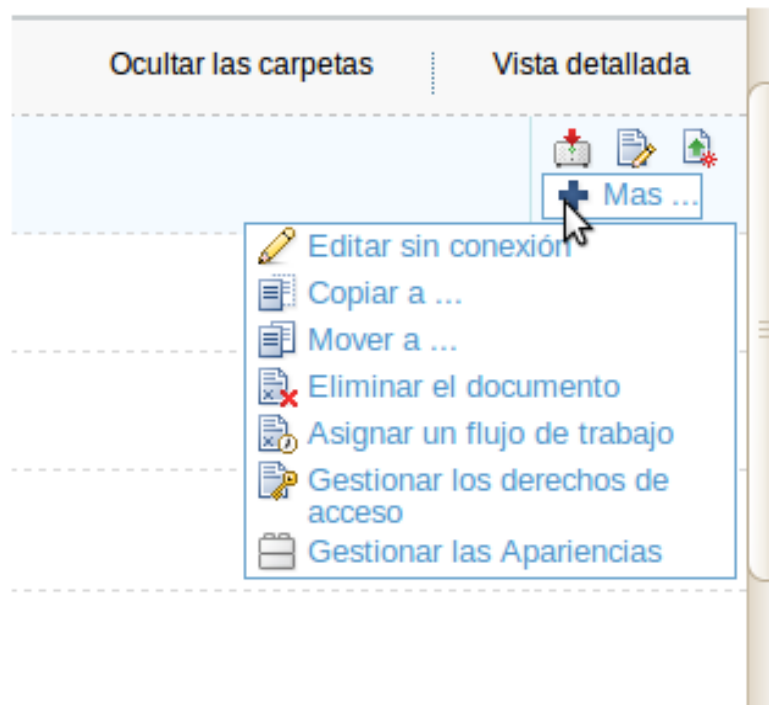 Ocultar las carpetas Vista detallada
Mas ...
Editar sin conexión
Copiar a ...
Mover a ...
Eliminar el documento
Asignar un flujo de trabajo
Gestionar los derechos de
acceso
Gestionar las Apariencias